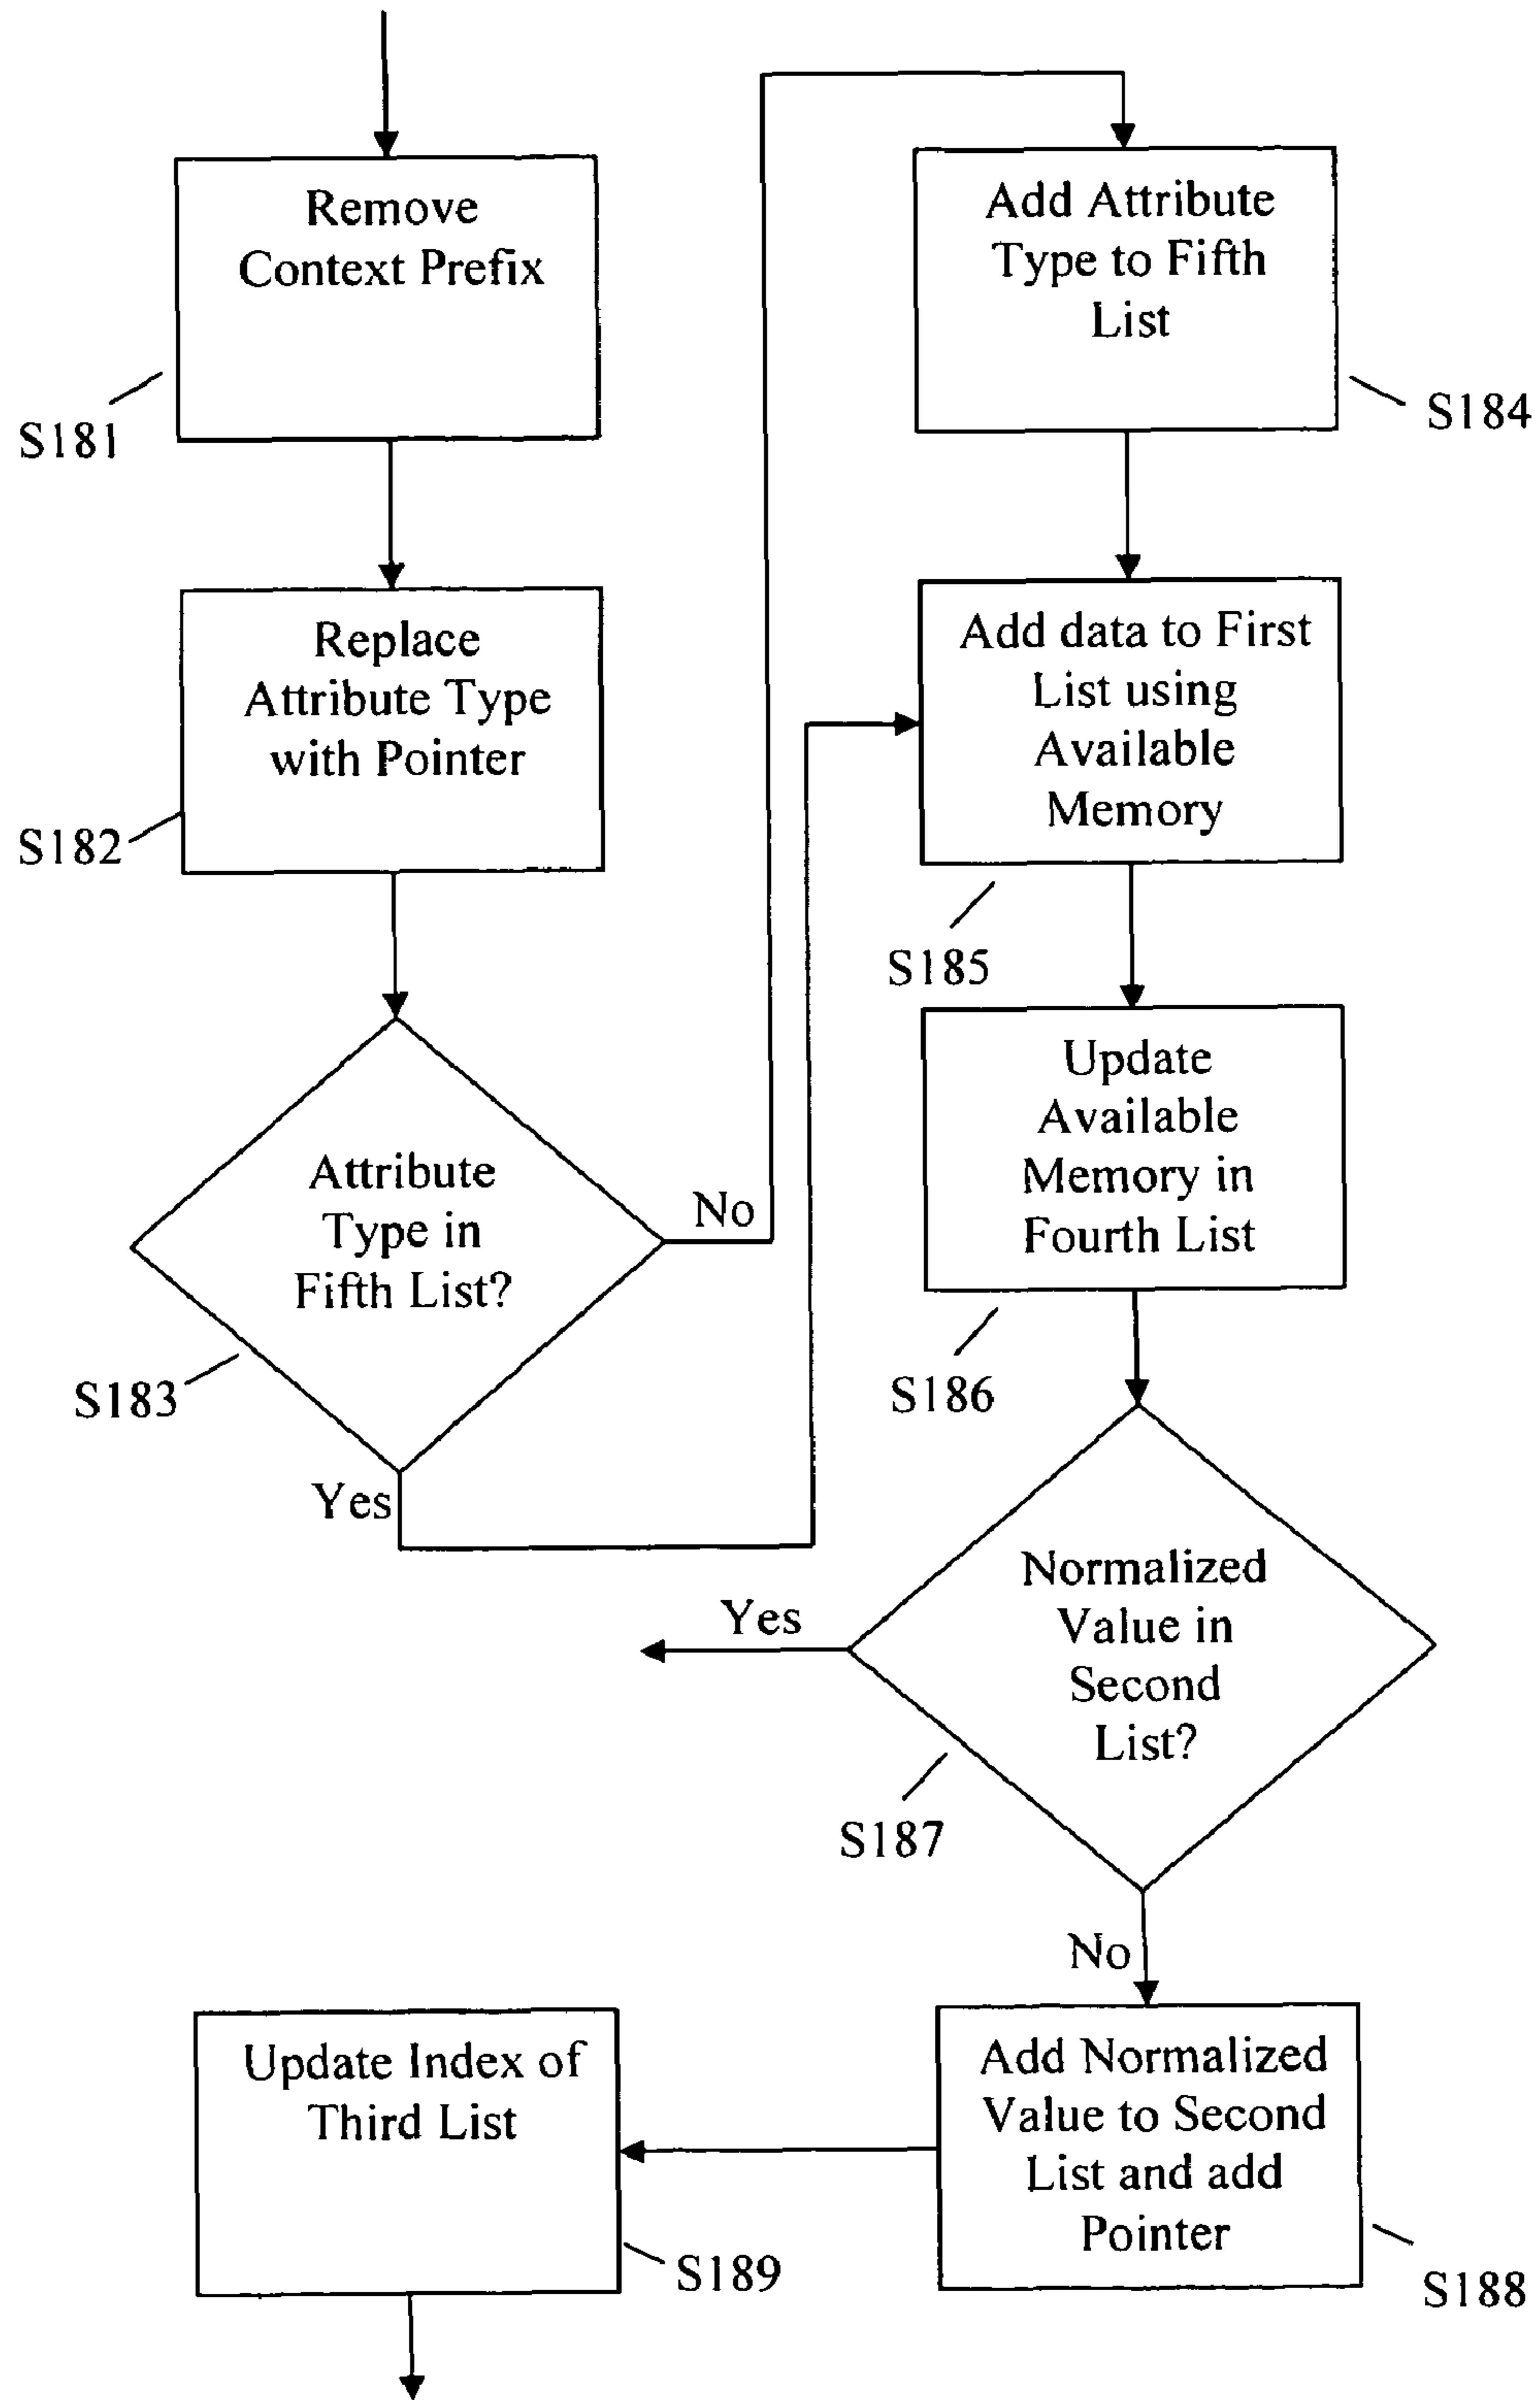 Remove
Context Prefix
S181
Replace
Attribute Type
with Pointer
S182
Attribute
Type in
Fifth List?
No
S183
Yes
Add Attribute
Type to Fifth
List
S184
Add data to First
List using
Available
Memory
S185
Update
Available
Memory in
Fourth List
S186
Normalized
Value in
Second
List?
Yes
S187
No
Add Normalized
Value to Second
List and add
Pointer
S188
Update Index of
Third List
S189